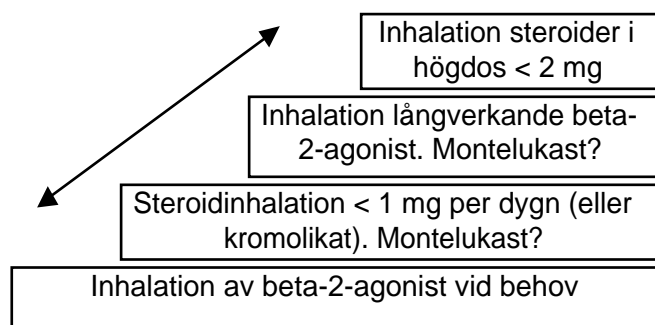 Inhalation steroider i
högdos < 2 mg
Inhalation långverkande beta-
2-agonist. Montelukast?
Steroidinhalation < 1 mg per dygn (eller
kromolikat). Montelukast?
Inhalation av beta-2-agonist vid behov